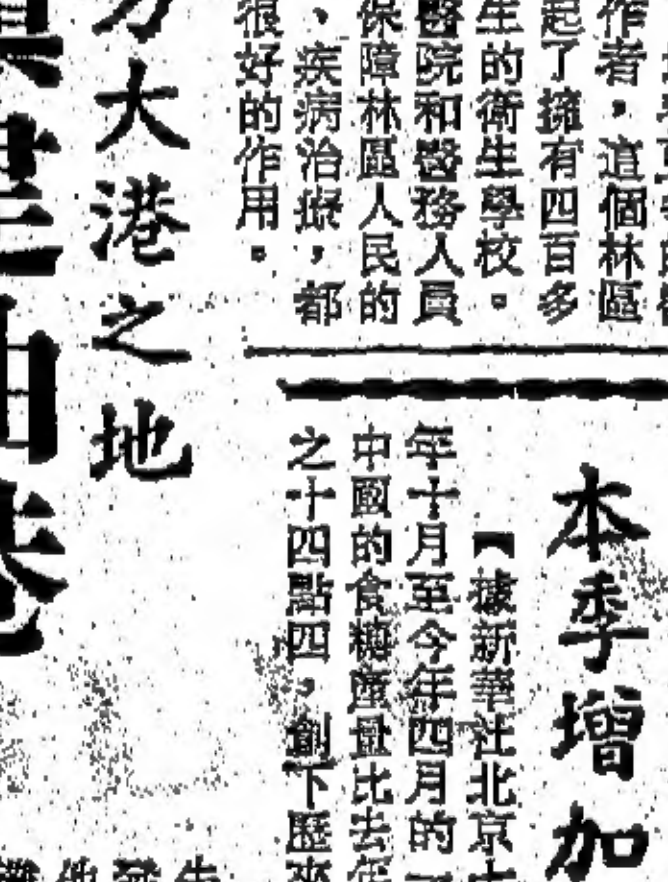 作者，這個林區
起了擁有四百多
生的衛生學校。
醫院和醫務人員
保障林區人民的
、疾病治療，都
很好的作用。
本季增加
【據新華社北京
年十月至今年四月的
中國的食糖產量比去年
之十四點四，創下歷來
大港之地